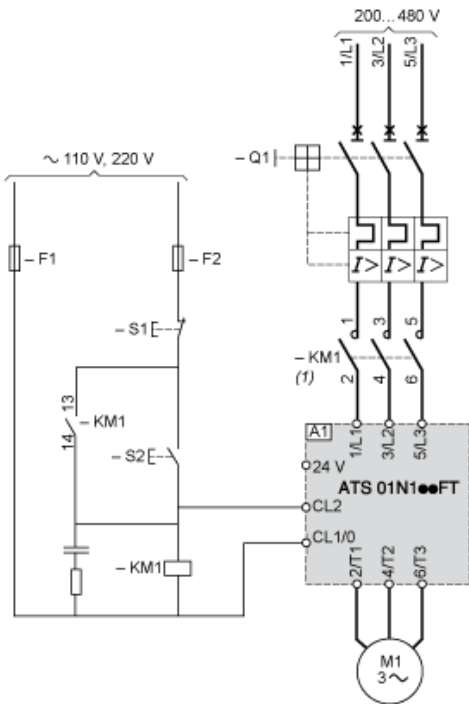 200...480 V
1/L1
3/L2
5/L3
– Q1
~ 110 V, 220 V
– F1
– F2
I>
I>
I>
– S1
1
3
5
– KM1
(1)
2
4
6
13
14
– KM1
– S2
A1
1/L1
3/L2
5/L3
24 V
ATS 01N1●●FT
CL2
CL1/0
– KM1
2/T1
4/T2
6/T3
M1
3~